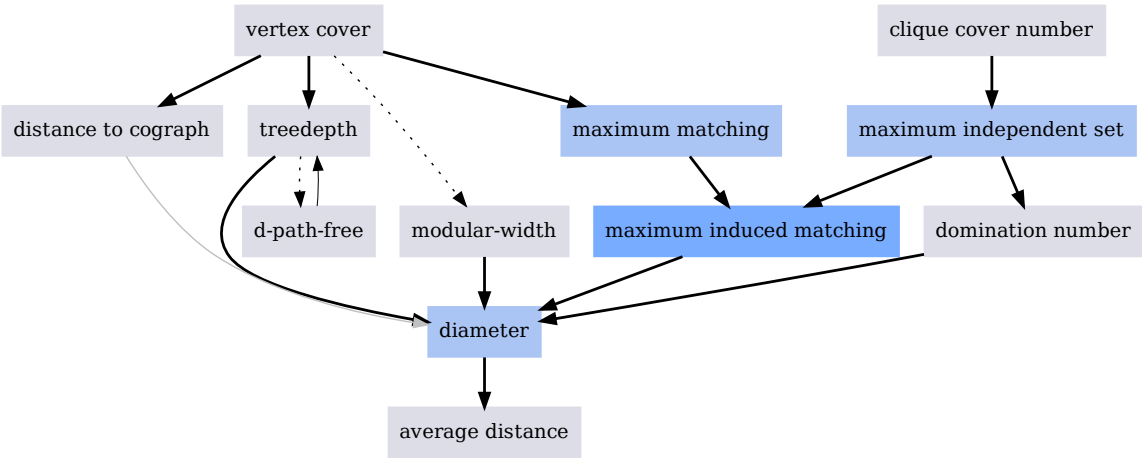 vertex cover
clique cover number
distance to cograph
treedepth
maximum matching
maximum independent set
d-path-free
modular-width
maximum induced matching
domination number
diameter
average distance